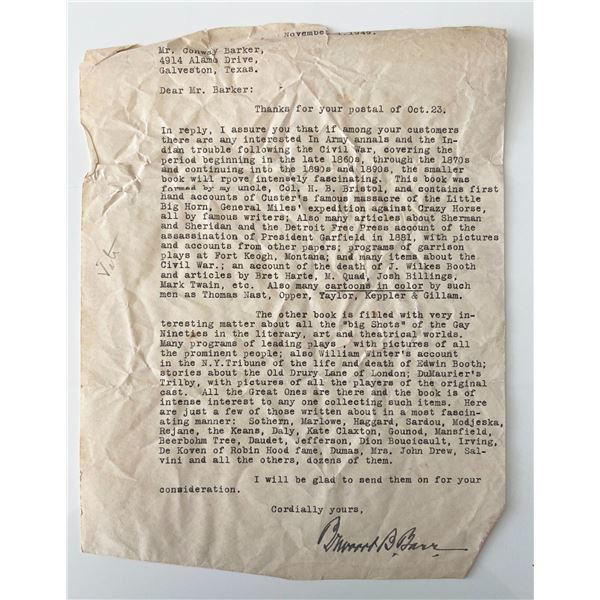 November 1.1949.
Mr. Conway Barker,
4914 Alamo Drive,
Galveston, Texas.
Dear Mr. Barker:
Thanks for your postal of Oct.23.
In reply, I assure you that if among your customers
there are any interested In Army annals and the In-
dian trouble following the Civil War, covering the
period beginning in the late 1860s, through the 1870s
and continuing into the 1880s and 1890s, the smaller
book will rpove intensely fascinating. This book was
formed by my uncle, Col. H. B. Bristol, and contains first
hand accounts of Custer's famous massacre of the Little
Big Horn, General Miles' expedition against Crazy Horse,
all by famous writers; Also many articles about Sherman
and Sheridan and the Detroit Free Press account of the
assassination of President Garfield in 1881, with pictures
and accounts from other papers; programs of garrison
plays at Fort Keogh, Montana; and many items about the
Civil War.; an account of the death of J. Wilkes Booth
and articles by Bret Harte, M. Quad, Josh Billings,
Mark Twain, etc. Also many cartoons in color by such
men as Thomas Nast, Opper, Taylor, Keppler & Gillam.
The other book is filled with very in-
teresting matter about all the "big Shots" of the Gay
Nineties in the literary, art and theatrical worlds.
Many programs of leading plays , with pictures of all
the prominent people; also William Winter's account
in the N.Y.Tribune of the life and death of Edwin Booth;
stories about the Old Drury Lane of London; DuMaurier's
Trilby, with pictures of all the players of the original
cast. All the Great Ones are there and the book is of
intense interest to any one collecting such items. Here
are just a few of those written about in a most fascin-
ating manner: Sothern, Marlowe, Haggard, Sardou, Modjeska,
Rejane, the Keans, Daly, Kate Claxton, Gounod, Mansfield,
Beerbohm Tree, Daudet, Jefferson, Dion Boucicault, Irving,
De Koven of Robin Hood fame, Dumas, Mrs. John Drew, Sal-
vini and all the others, dozens of them.
I will be glad to send them on for your
consideration.
Cordially yours,
B. Barr